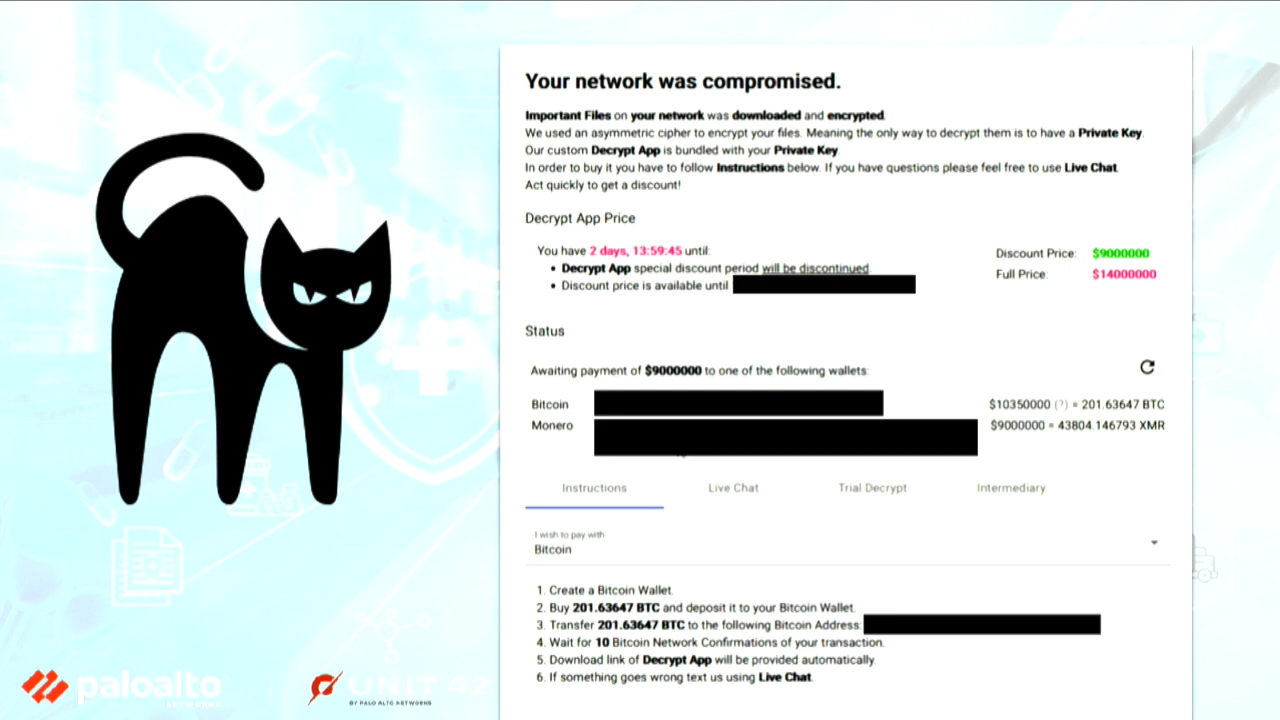 Your network was compromised.
Important Files on your network was downloaded and encrypted.
We used an asymmetric cipher to encrypt your files. Meaning the only way to decrypt them is to have a Private Key.
Our custom Decrypt App is bundled with your Private Key.
In order to buy it you have to follow Instructions below. If you have questions please feel free to use Live Chat.
Act quickly to get a discount!
Decrypt App Price
You have 2 days, 13:59:45 until:
• Decrypt App special discount period will be discontinued.
• Discount price is available until
Discount Price: $9000000
Full Price: $14000000
Status
Awaiting payment of $9000000 to one of the following wallets:
Bitcoin $10350000 (?) = 201.63647 BTC
Monero $9000000 = 43804.146793 XMR
Instructions Live Chat Trial Decrypt Intermediary
I wish to pay with
Bitcoin
1. Create a Bitcoin Wallet.
2. Buy 201.63647 BTC and deposit it to your Bitcoin Wallet.
3. Transfer 201.63647 BTC to the following Bitcoin Address:
4. Wait for 10 Bitcoin Network Confirmations of your transaction.
5. Download link of Decrypt App will be provided automatically.
6. If something goes wrong text us using Live Chat.
paloalto
NETWORKS
UNIT 42
BY PALO ALTO NETWORKS